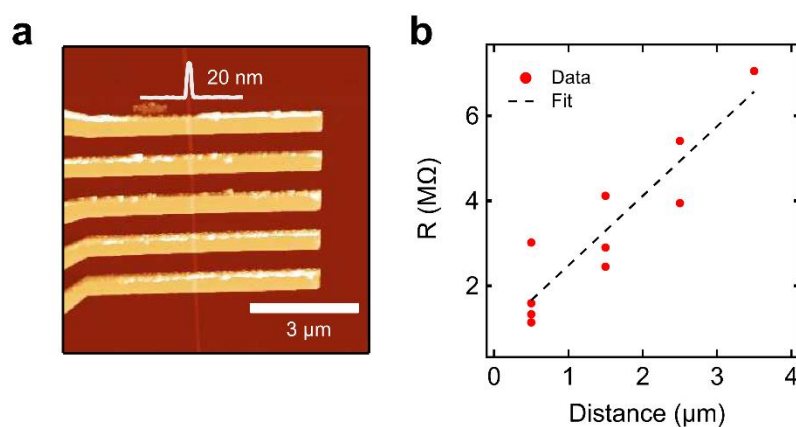 a
20 nm
3 μm
b
Data
Fit
6
4
2
R (MΩ)
0 1 2 3 4
Distance (μm)